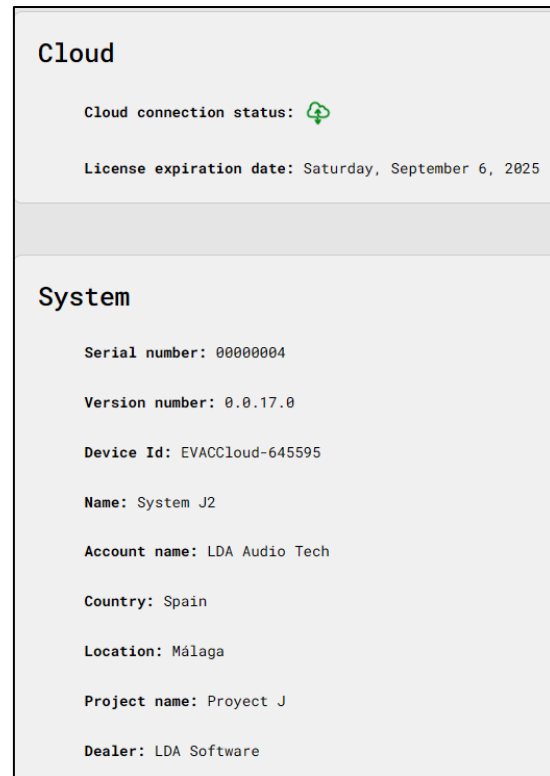 Cloud
Cloud connection status:
License expiration date: Saturday, September 6, 2025
System
Serial number: 00000004
Version number: 0.0.17.0
Device Id: EVACCloud-645595
Name: System J2
Account name: LDA Audio Tech
Country: Spain
Location: Málaga
Project name: Proyect J
Dealer: LDA Software